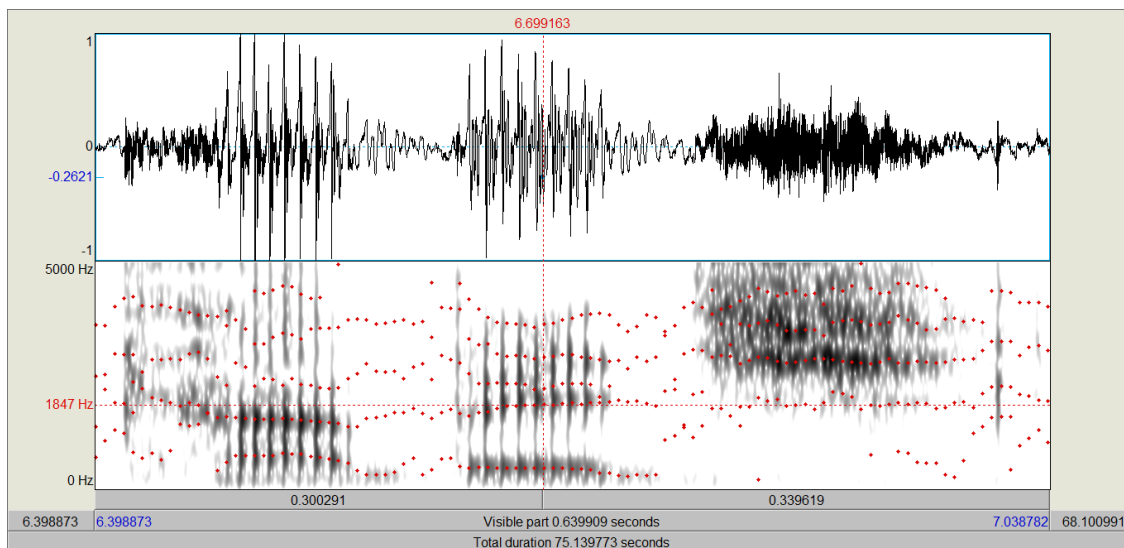 6.699163
1
0
-0.2621
-1
5000 Hz
1847 Hz
0 Hz
0.300291 0.339619
6.398873 6.398873 Visible part 0.639909 seconds 7.038782 68.100991
Total duration 75.139773 seconds